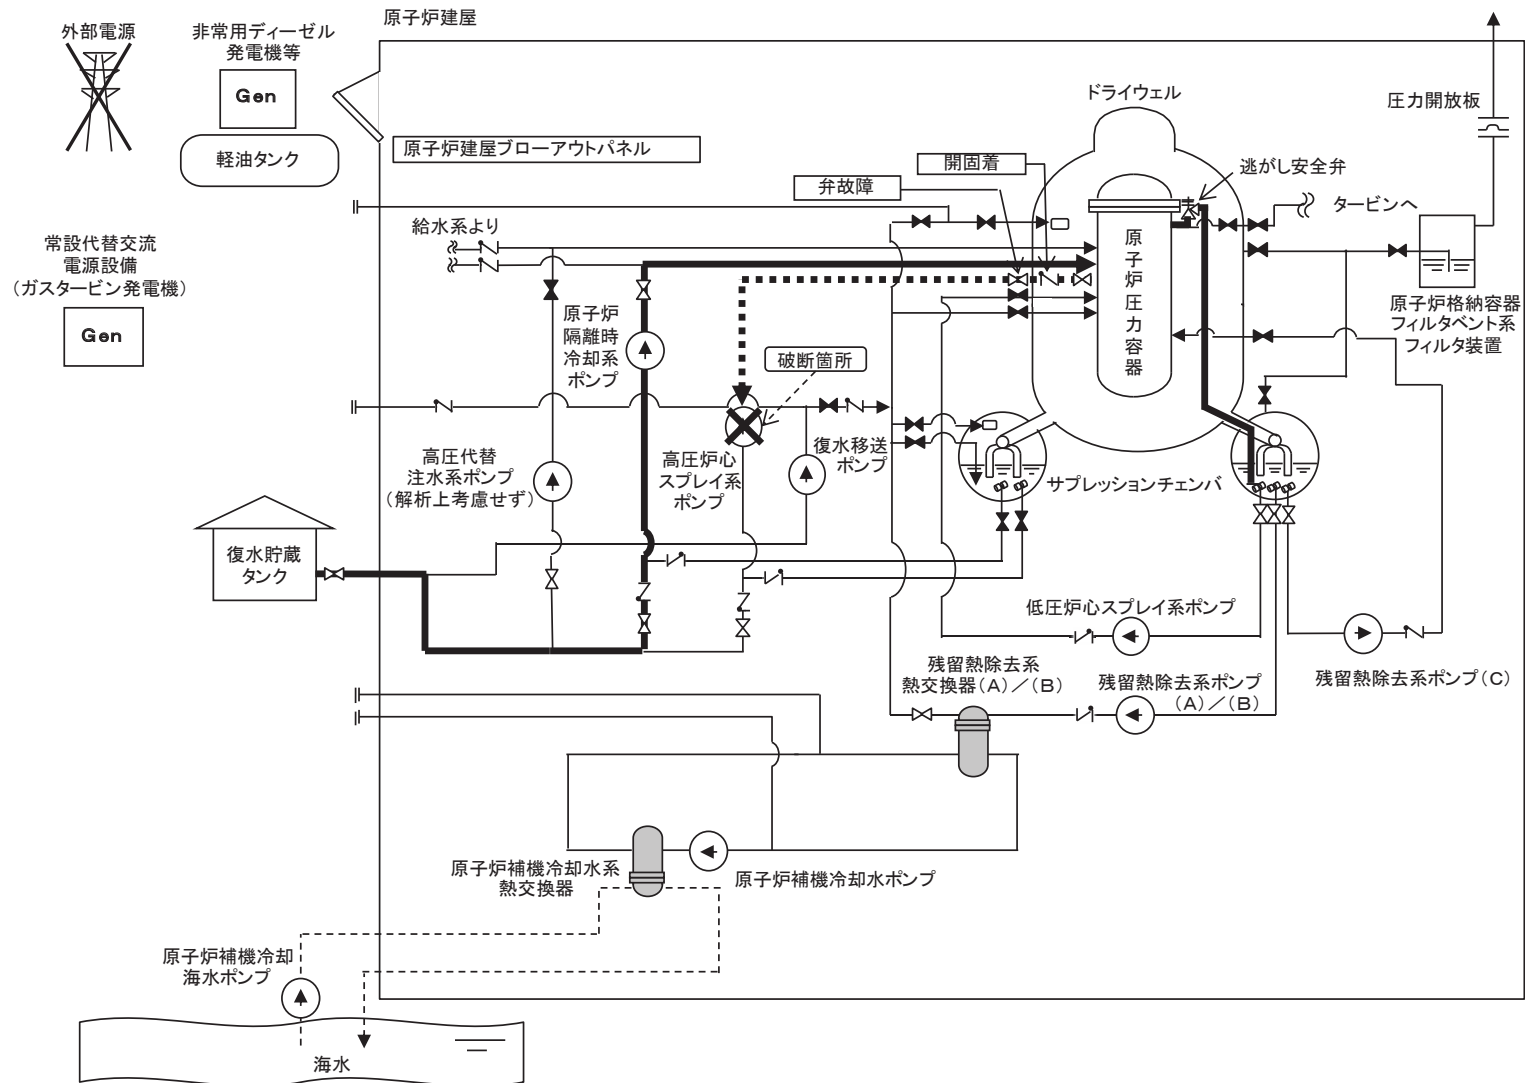 原子炉建屋
外部電源
非常用ディーゼル
発電機等
Gen
軽油タンク
原子炉建屋ブローアウトパネル
常設代替交流
電源設備
（ガスタービン発電機）
Gen
ドライウェル
圧力開放板
開固着
弁故障
逃がし安全弁
タービンへ
給水系より
原子炉圧力容器
原子炉
隔離時
冷却系
ポンプ
原子炉格納容器
フィルタベント系
フィルタ装置
破断箇所
高圧代替
注水系ポンプ
（解析上考慮せず）
高圧炉心
スプレイ系
ポンプ
復水移送
ポンプ
サプレッションチェンバ
復水貯蔵
タンク
低圧炉心スプレイ系ポンプ
残留熱除去系
熱交換器（A）／（B）
残留熱除去系ポンプ
（A）／（B）
残留熱除去系ポンプ（C）
原子炉補機冷却水系
熱交換器
原子炉補機冷却水ポンプ
原子炉補機冷却
海水ポンプ
海水